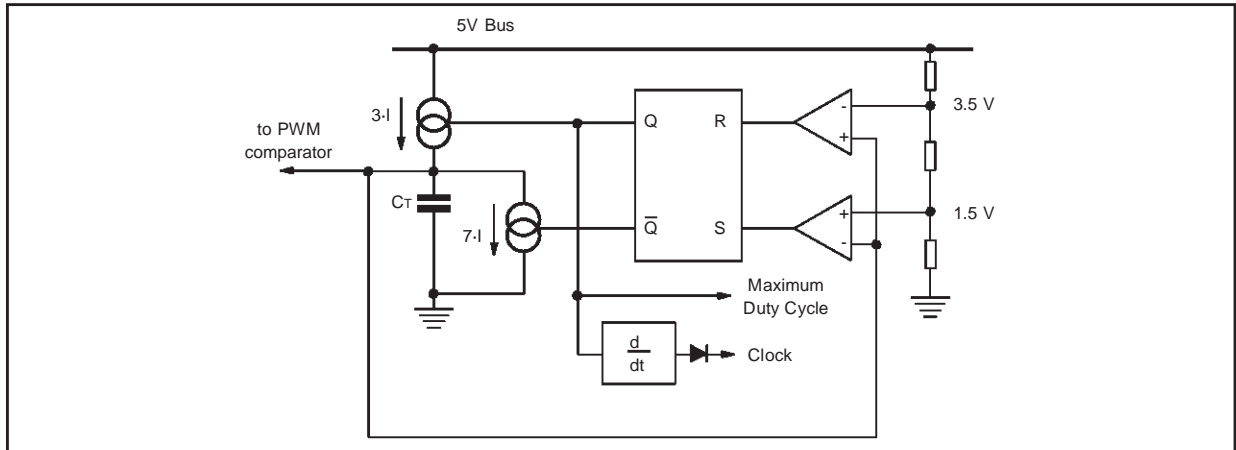 5V Bus
3·I
to PWM
comparator
CT
7·I
Q
R
Q̅
S
-
+
+
-
3.5 V
1.5 V
Maximum
Duty Cycle
d
dt
Clock